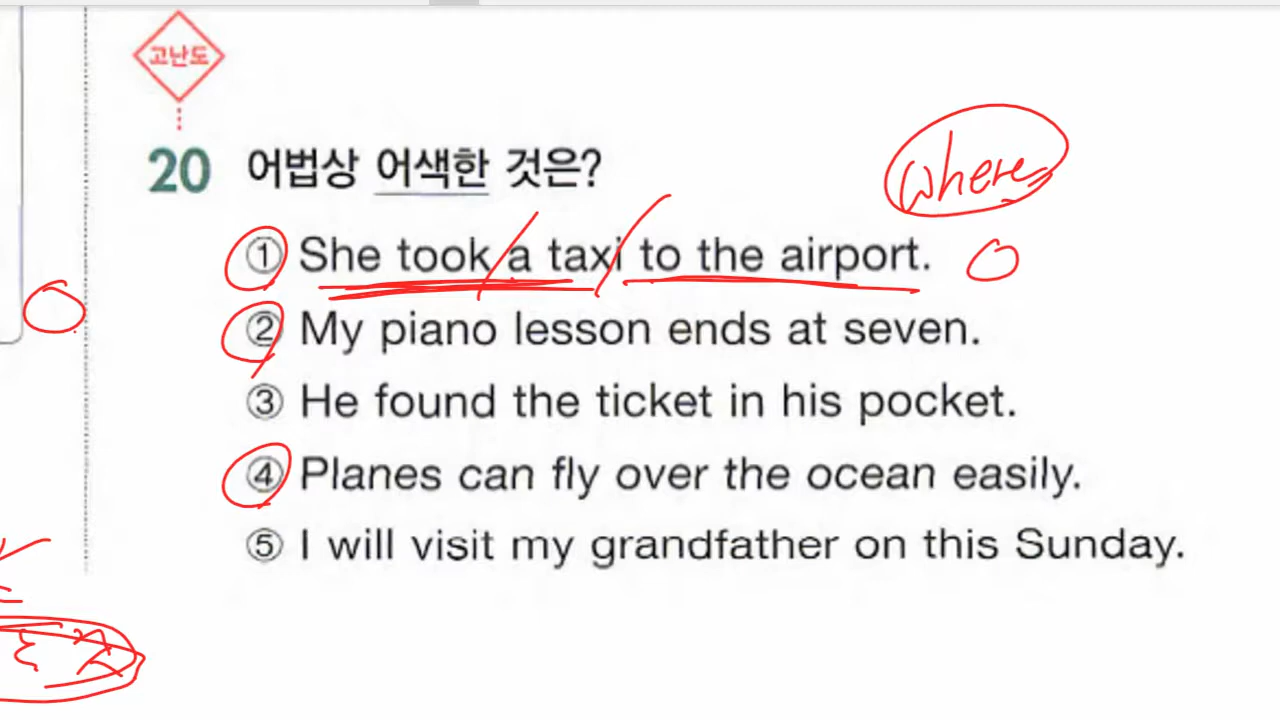 고난도
20 어법상 어색한 것은?
where
① She took a taxi to the airport.
② My piano lesson ends at seven.
③ He found the ticket in his pocket.
④ Planes can fly over the ocean easily.
⑤ I will visit my grandfather on this Sunday.